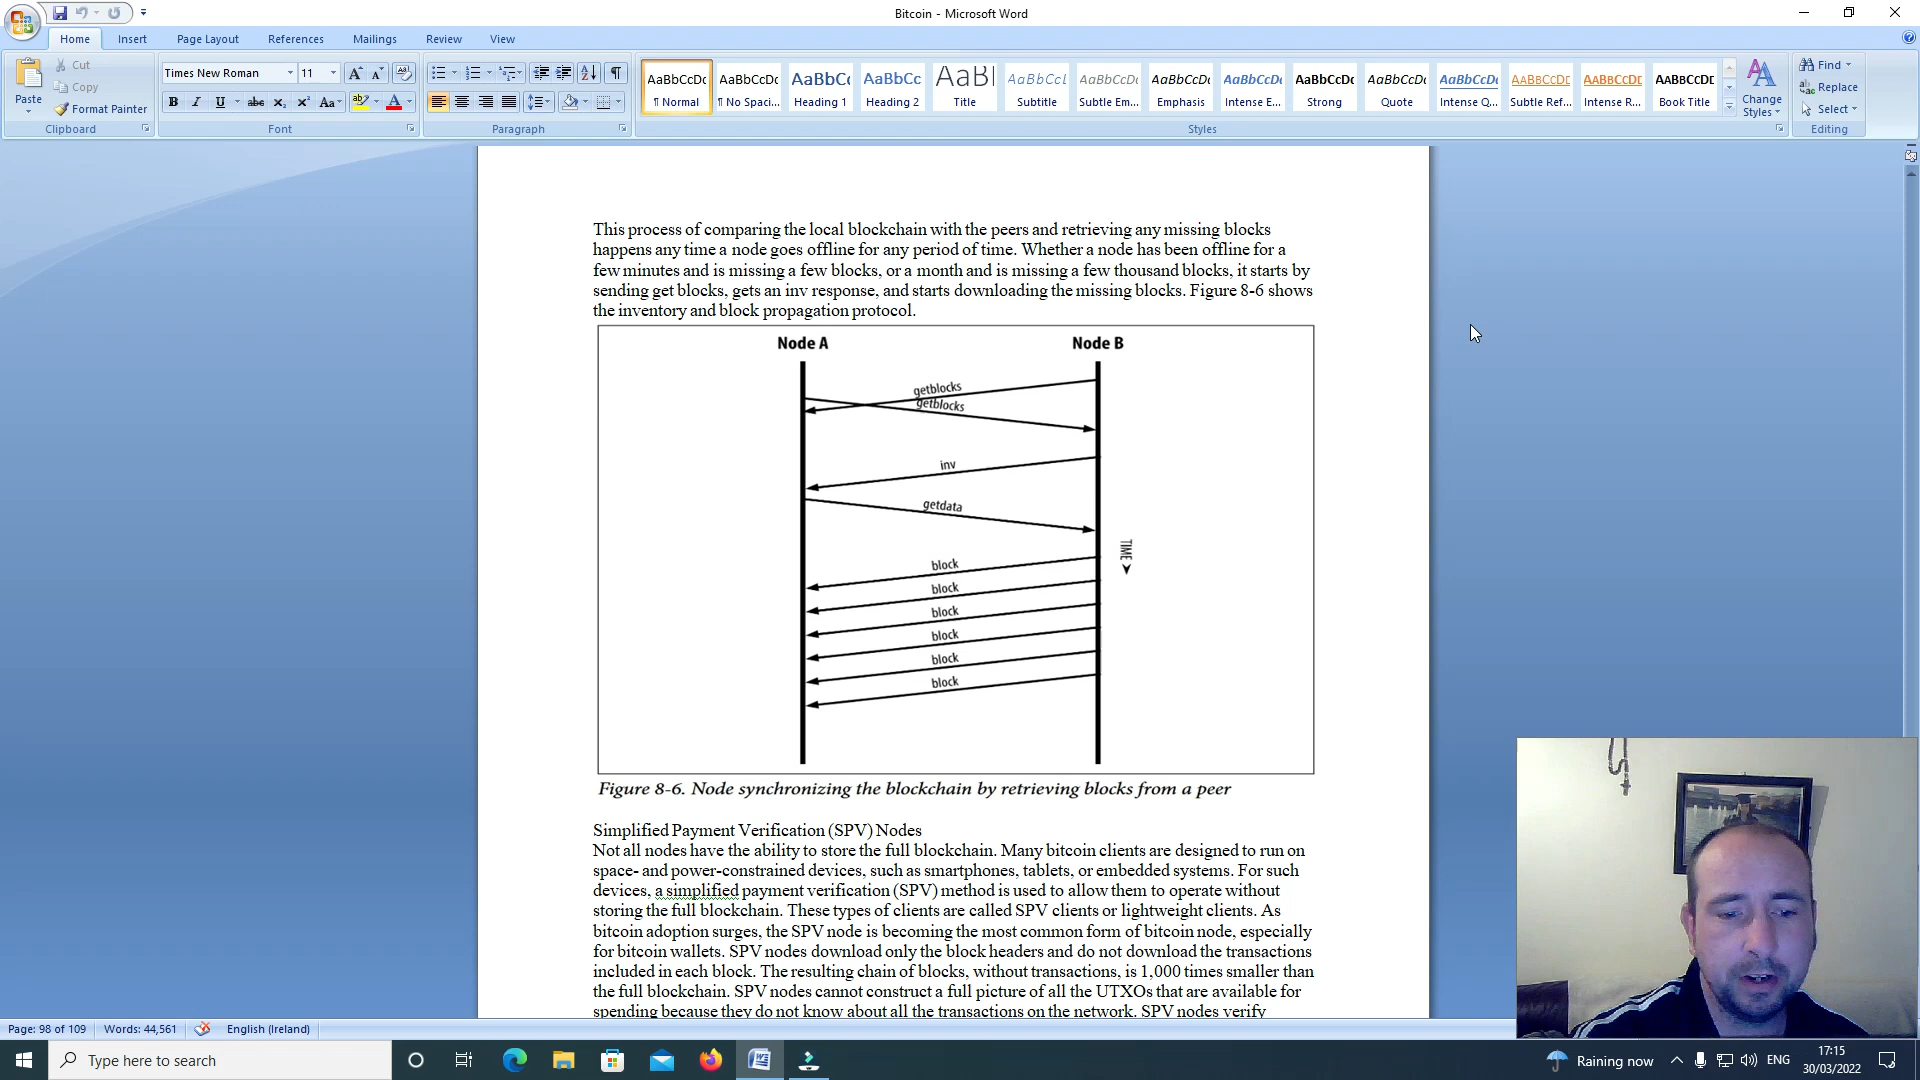 Bitcoin - Microsoft Word
Home Insert Page Layout References Mailings Review View
Paste Cut Copy Format Painter Clipboard
Times New Roman 11 Font
Paragraph
AaBbCcDc AaBbCcDc AaBbCc AaBbCc AaBl AaBbCcL AaBbCcDc AaBbCcDc AaBbCcDc AaBbCcDc AaBbCcDc AaBbCcDc AABBCCDE AABBCCDE AABBCCDE
¶ Normal ¶ No Spaci... Heading 1 Heading 2 Title Subtitle Subtle Em... Emphasis Intense E... Strong Quote Intense Q... Subtle Ref... Intense R... Book Title
Styles
Change Styles
Find
Replace
Select
Editing
This process of comparing the local blockchain with the peers and retrieving any missing blocks
happens any time a node goes offline for any period of time. Whether a node has been offline for a
few minutes and is missing a few blocks, or a month and is missing a few thousand blocks, it starts by
sending get blocks, gets an inv response, and starts downloading the missing blocks. Figure 8-6 shows
the inventory and block propagation protocol.
Node A Node B
getblocks
getblocks
inv
getdata
TIME
block
block
block
block
block
block
Figure 8-6. Node synchronizing the blockchain by retrieving blocks from a peer
Simplified Payment Verification (SPV) Nodes
Not all nodes have the ability to store the full blockchain. Many bitcoin clients are designed to run on
space- and power-constrained devices, such as smartphones, tablets, or embedded systems. For such
devices, a simplified payment verification (SPV) method is used to allow them to operate without
storing the full blockchain. These types of clients are called SPV clients or lightweight clients. As
bitcoin adoption surges, the SPV node is becoming the most common form of bitcoin node, especially
for bitcoin wallets. SPV nodes download only the block headers and do not download the transactions
included in each block. The resulting chain of blocks, without transactions, is 1,000 times smaller than
the full blockchain. SPV nodes cannot construct a full picture of all the UTXOs that are available for
spending because they do not know about all the transactions on the network. SPV nodes verify
Page: 98 of 109 Words: 44,561 English (Ireland)
Type here to search
Raining now ENG 17:15
30/03/2022